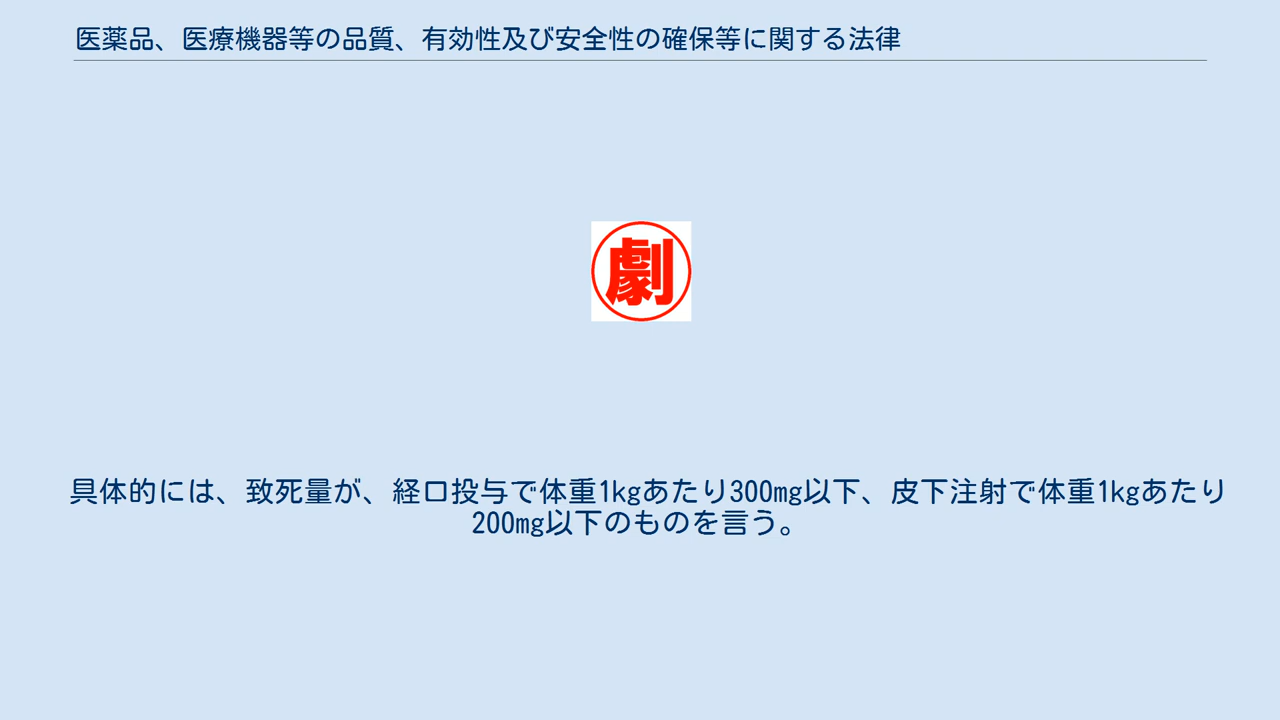 医薬品、医療機器等の品質、有効性及び安全性の確保等に関する法律
劇
具体的には、致死量が、経口投与で体重1kgあたり300mg以下、皮下注射で体重1kgあたり
200mg以下のものを言う。